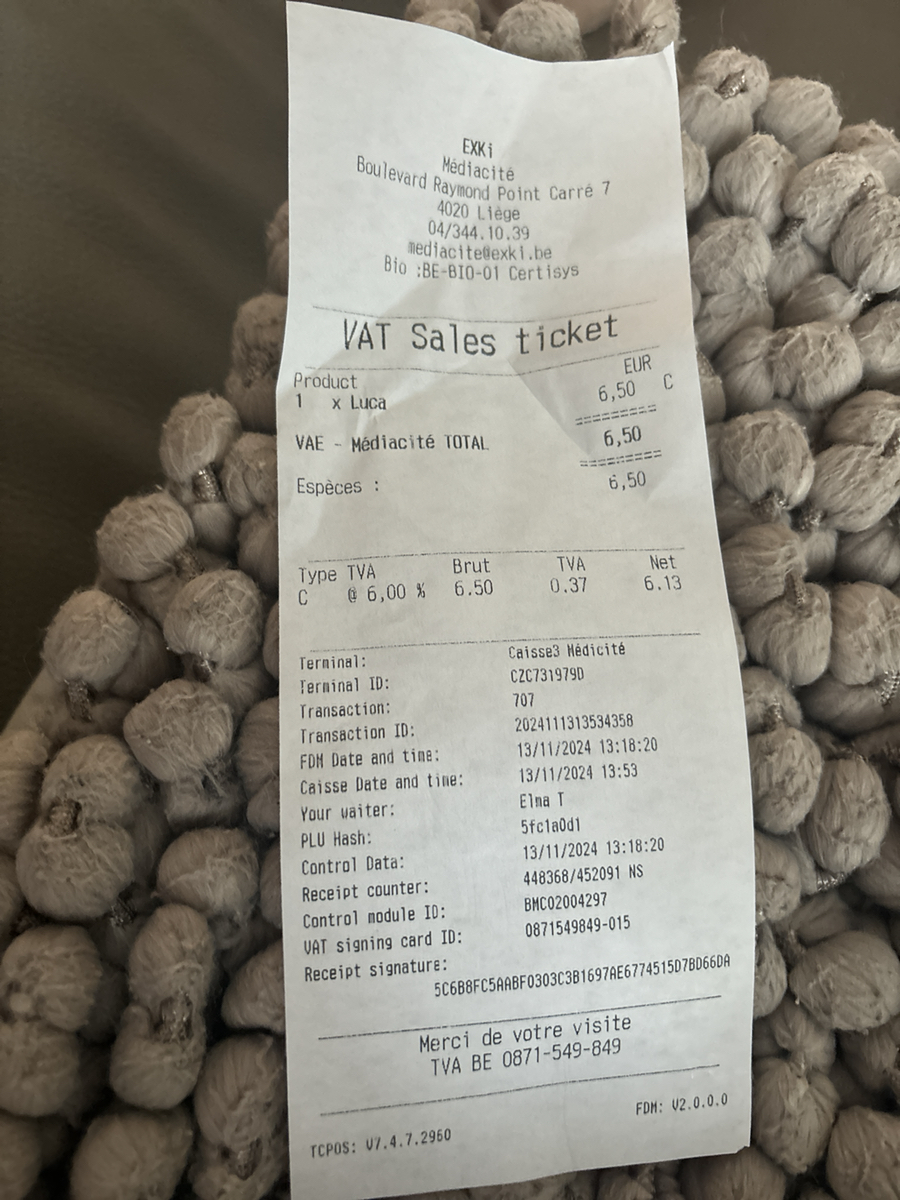 EXKi
Médiacité
Boulevard Raymond Point Carré 7
4020 Liège
04/344.10.39
mediacite@exki.be
Bio :BE-BIO-01 Certisys
VAT Sales ticket
Product EUR
1 x Luca 6,50 C
VAE - Médiacité TOTAL 6,50
Espèces : 6,50
Type TVA Brut TVA Net
C @ 6,00 % 6.50 0.37 6.13
Terminal: Caisse3 Médicité
Terminal ID: CZC731979D
Transaction: 707
Transaction ID: 2024111313534358
FDM Date and time: 13/11/2024 13:18:20
Caisse Date and time: 13/11/2024 13:53
Your waiter: Elma T
PLU Hash: 5fc1a0d1
Control Data: 13/11/2024 13:18:20
Receipt counter: 448368/452091 NS
Control module ID: BMC02004297
VAT signing card ID: 0871549849-015
Receipt signature:
5C6B8FC5AABF0303C3B1697AE6774515D7BD66DA
Merci de votre visite
TVA BE 0871-549-849
FDM: V2.0.0.0
TCPOS: V7.4.7.2960